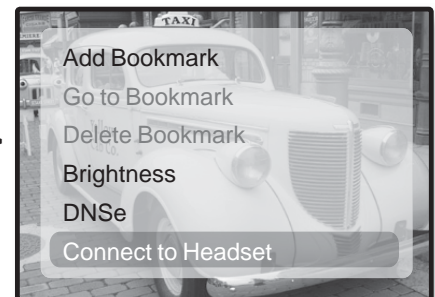 TAXI
Add Bookmark
Go to Bookmark
Delete Bookmark
Brightness
DNSe
Connect to Headset